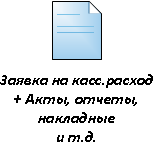 Заявка на касс.расход
+ Акты, отчеты,
накладные
и т.д.